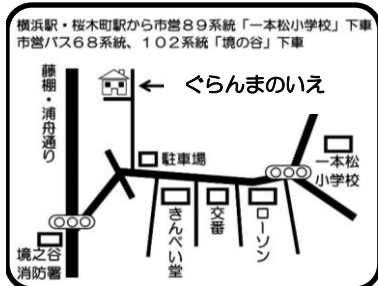 横浜駅・桜木町駅から市営89系統「一本松小学校」下車
市営バス68系統、102系統「境の谷」下車
藤棚・浦舟通り
ぐらんまのいえ
駐車場
一本松
小学校
きんぺい堂
交番
ローソン
境之谷
消防署